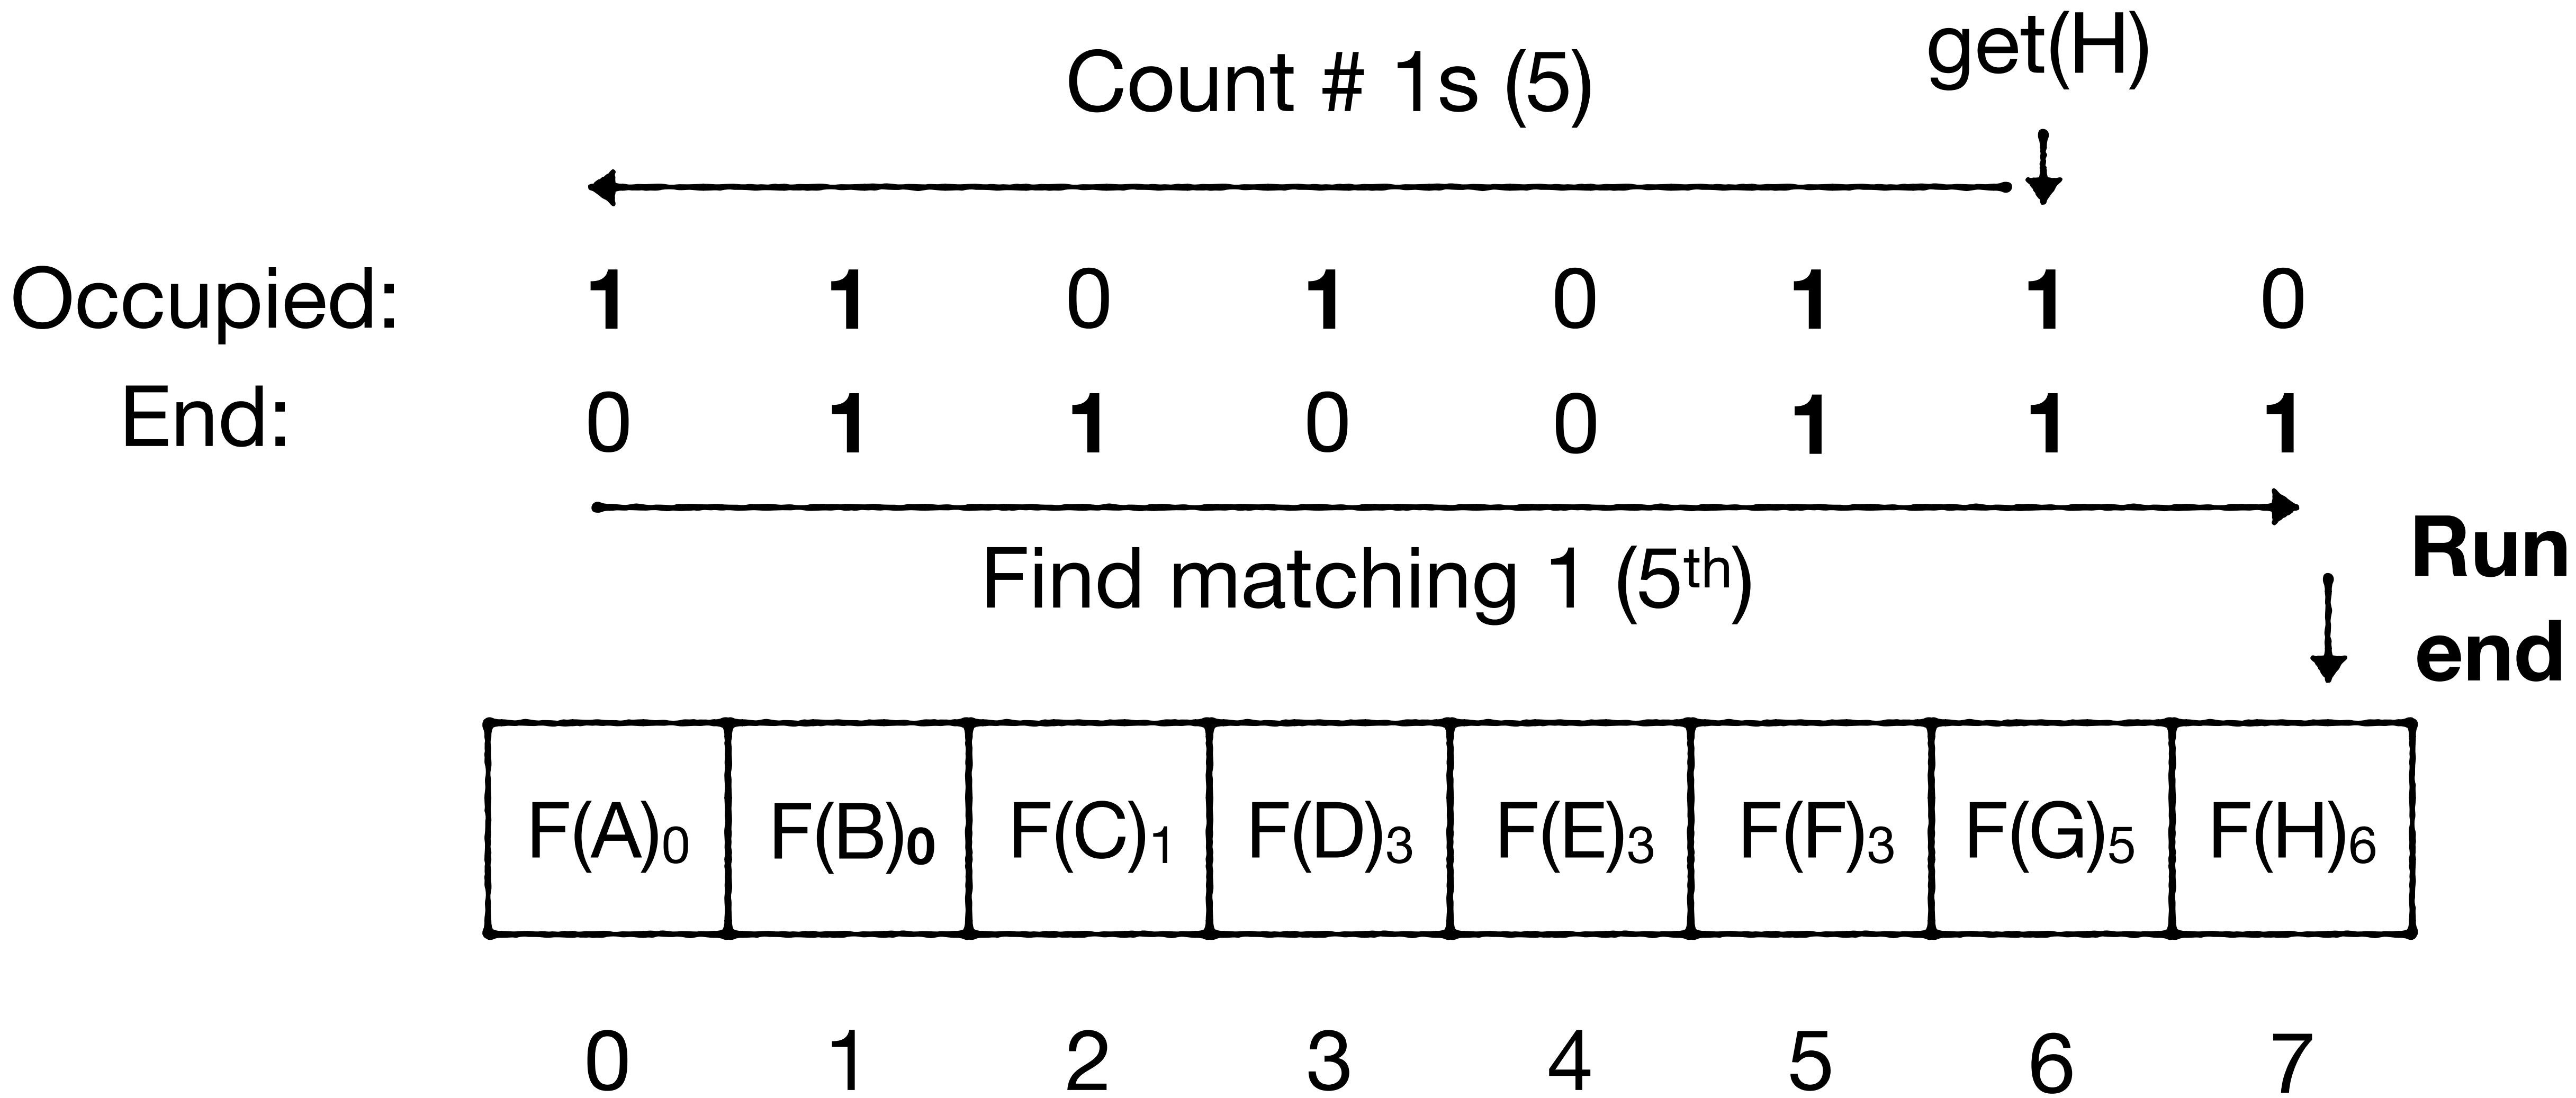 get(H)
Count # 1s (5)
Occupied: 1 1 0 1 0 1 1 0
End: 0 1 1 0 0 1 1 1
Find matching 1 (5th)
Run
end
F(A)0 F(B)0 F(C)1 F(D)3 F(E)3 F(F)3 F(G)5 F(H)6
0 1 2 3 4 5 6 7